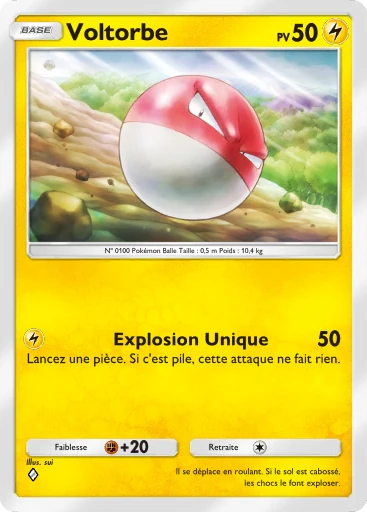 BASE Voltorbe PV 50
N° 0100 Pokémon Balle Taille : 0,5 m Poids : 10,4 kg
Explosion Unique 50
Lancez une pièce. Si c'est pile, cette attaque ne fait rien.
Faiblesse +20 Retraite
Illus. sui
Il se déplace en roulant. Si le sol est cabossé,
les chocs le font exploser.